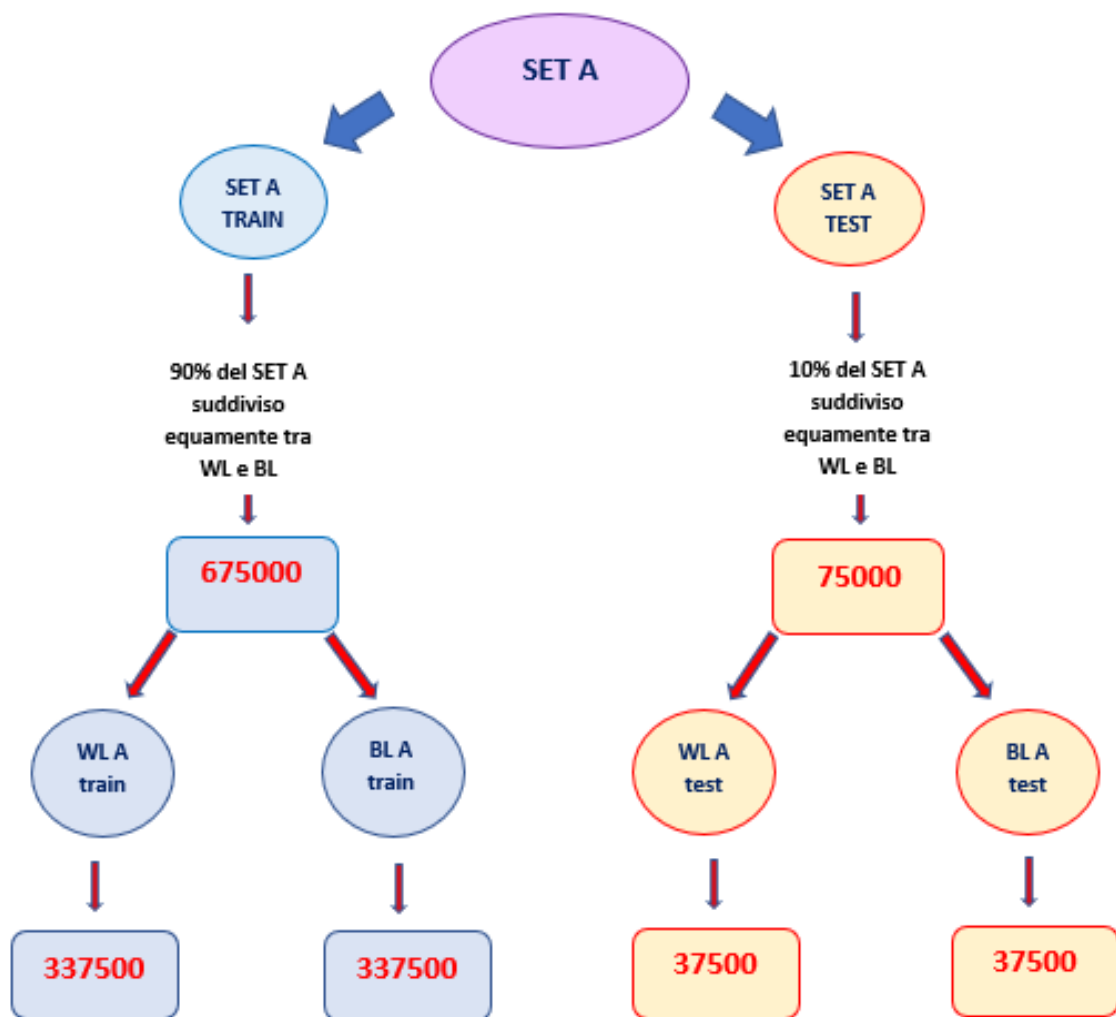 SET A
SET A
TRAIN
SET A
TEST
90% del SET A
suddiviso
equamente tra
WL e BL
10% del SET A
suddiviso
equamente tra
WL e BL
675000
75000
WL A
train
BL A
train
WL A
test
BL A
test
337500
337500
37500
37500